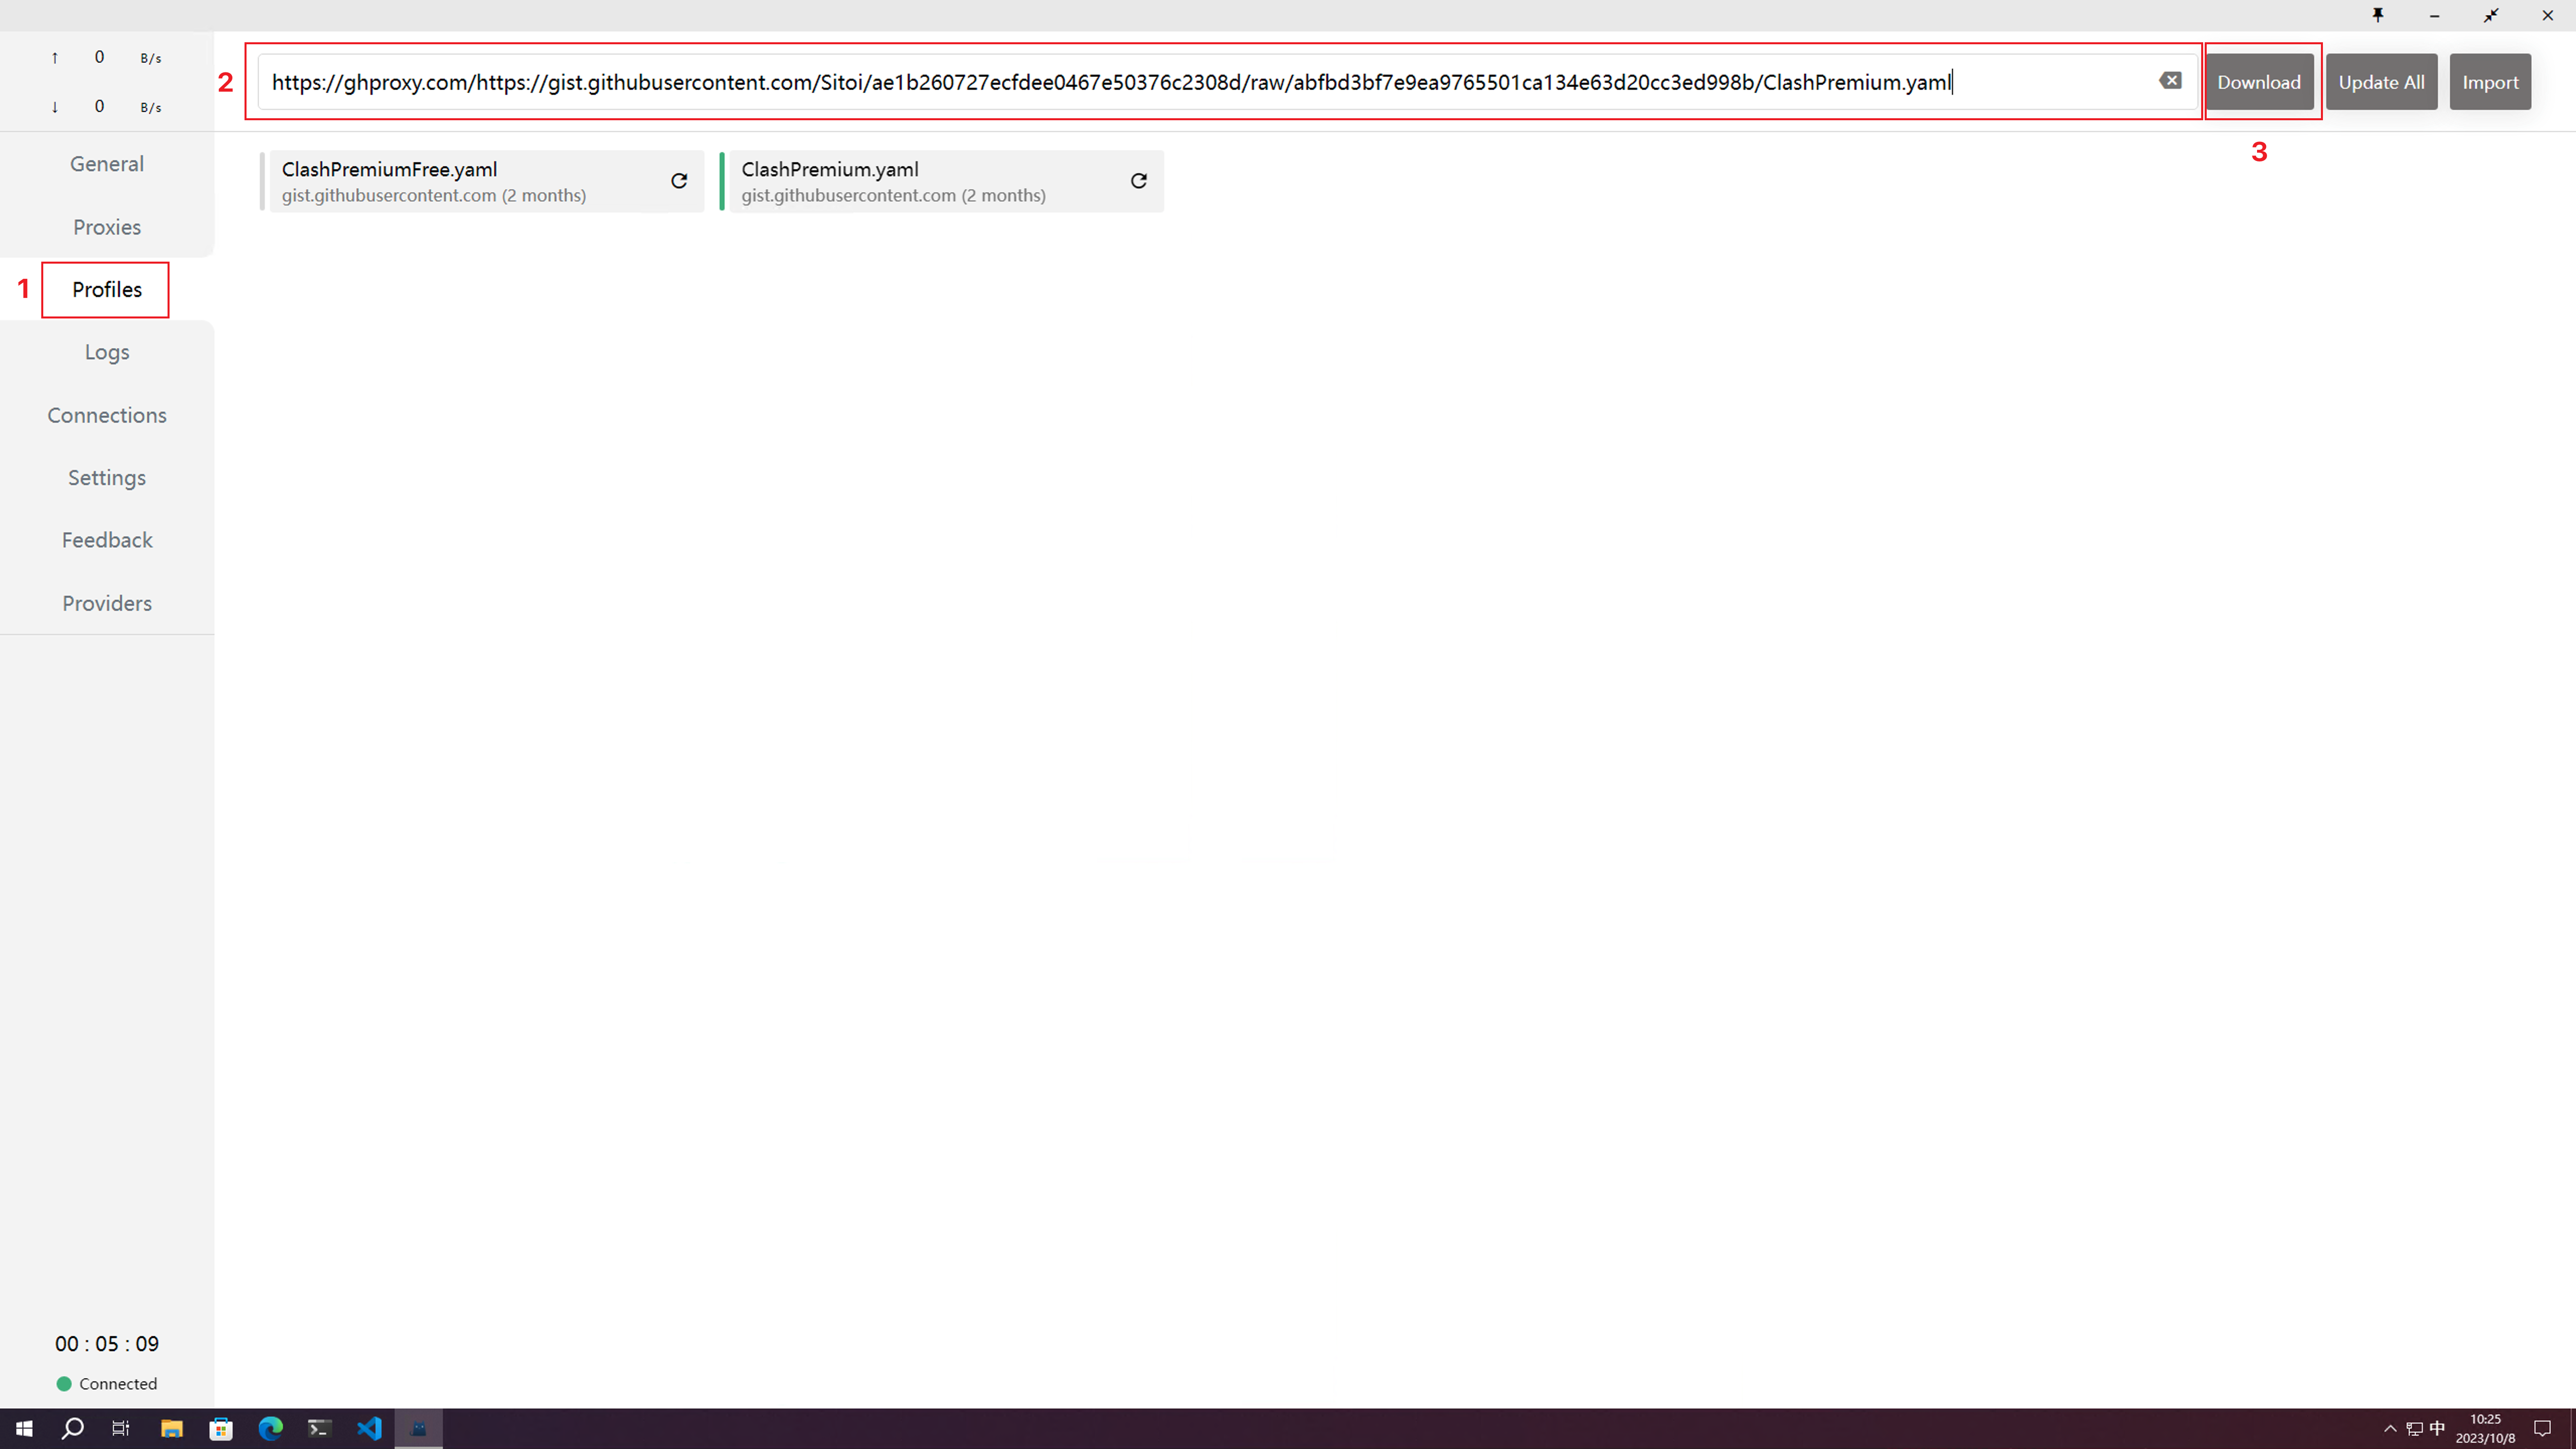 ↑ 0 B/s
↓ 0 B/s
2
https://ghproxy.com/https://gist.githubusercontent.com/Sitoi/ae1b260727ecfdee0467e50376c2308d/raw/abfbd3bf7e9ea9765501ca134e63d20cc3ed998b/ClashPremium.yaml
Download
Update All
Import
3
General
Proxies
1
Profiles
Logs
Connections
Settings
Feedback
Providers
ClashPremiumFree.yaml
gist.githubusercontent.com (2 months)
ClashPremium.yaml
gist.githubusercontent.com (2 months)
00 : 05 : 09
Connected
中
10:25
2023/10/8